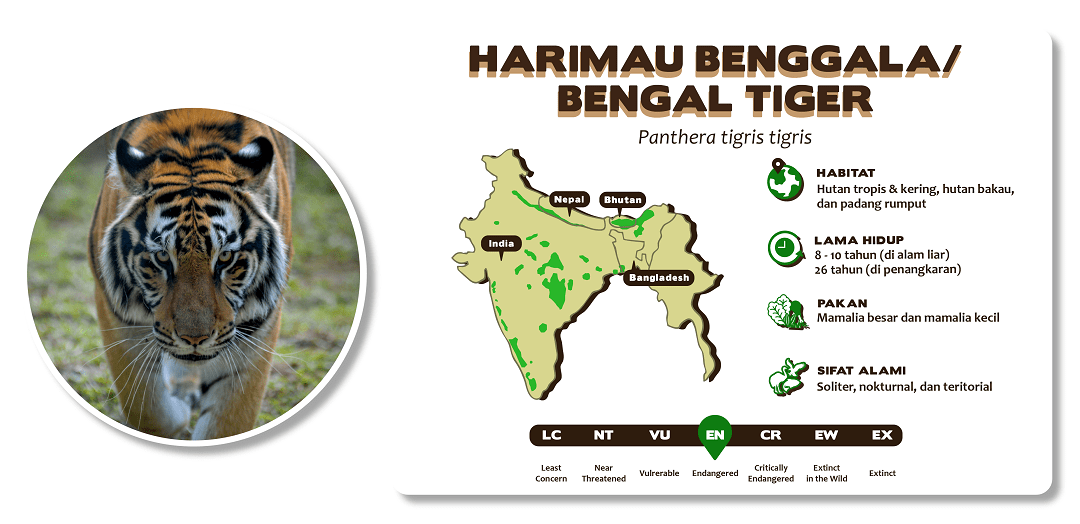 HARIMAU BENGGALA/
BENGAL TIGER
Panthera tigris tigris
Nepal
Bhutan
India
Bangladesh
HABITAT
Hutan tropis & kering, hutan bakau,
dan padang rumput
LAMA HIDUP
8 - 10 tahun (di alam liar)
26 tahun (di penangkaran)
PAKAN
Mamalia besar dan mamalia kecil
SIFAT ALAMI
Soliter, nokturnal, dan teritorial
LC NT VU EN CR EW EX
Least
Concern
Near
Threatened
Vulrerable
Endangered
Critically
Endangered
Extinct
in the Wild
Extinct